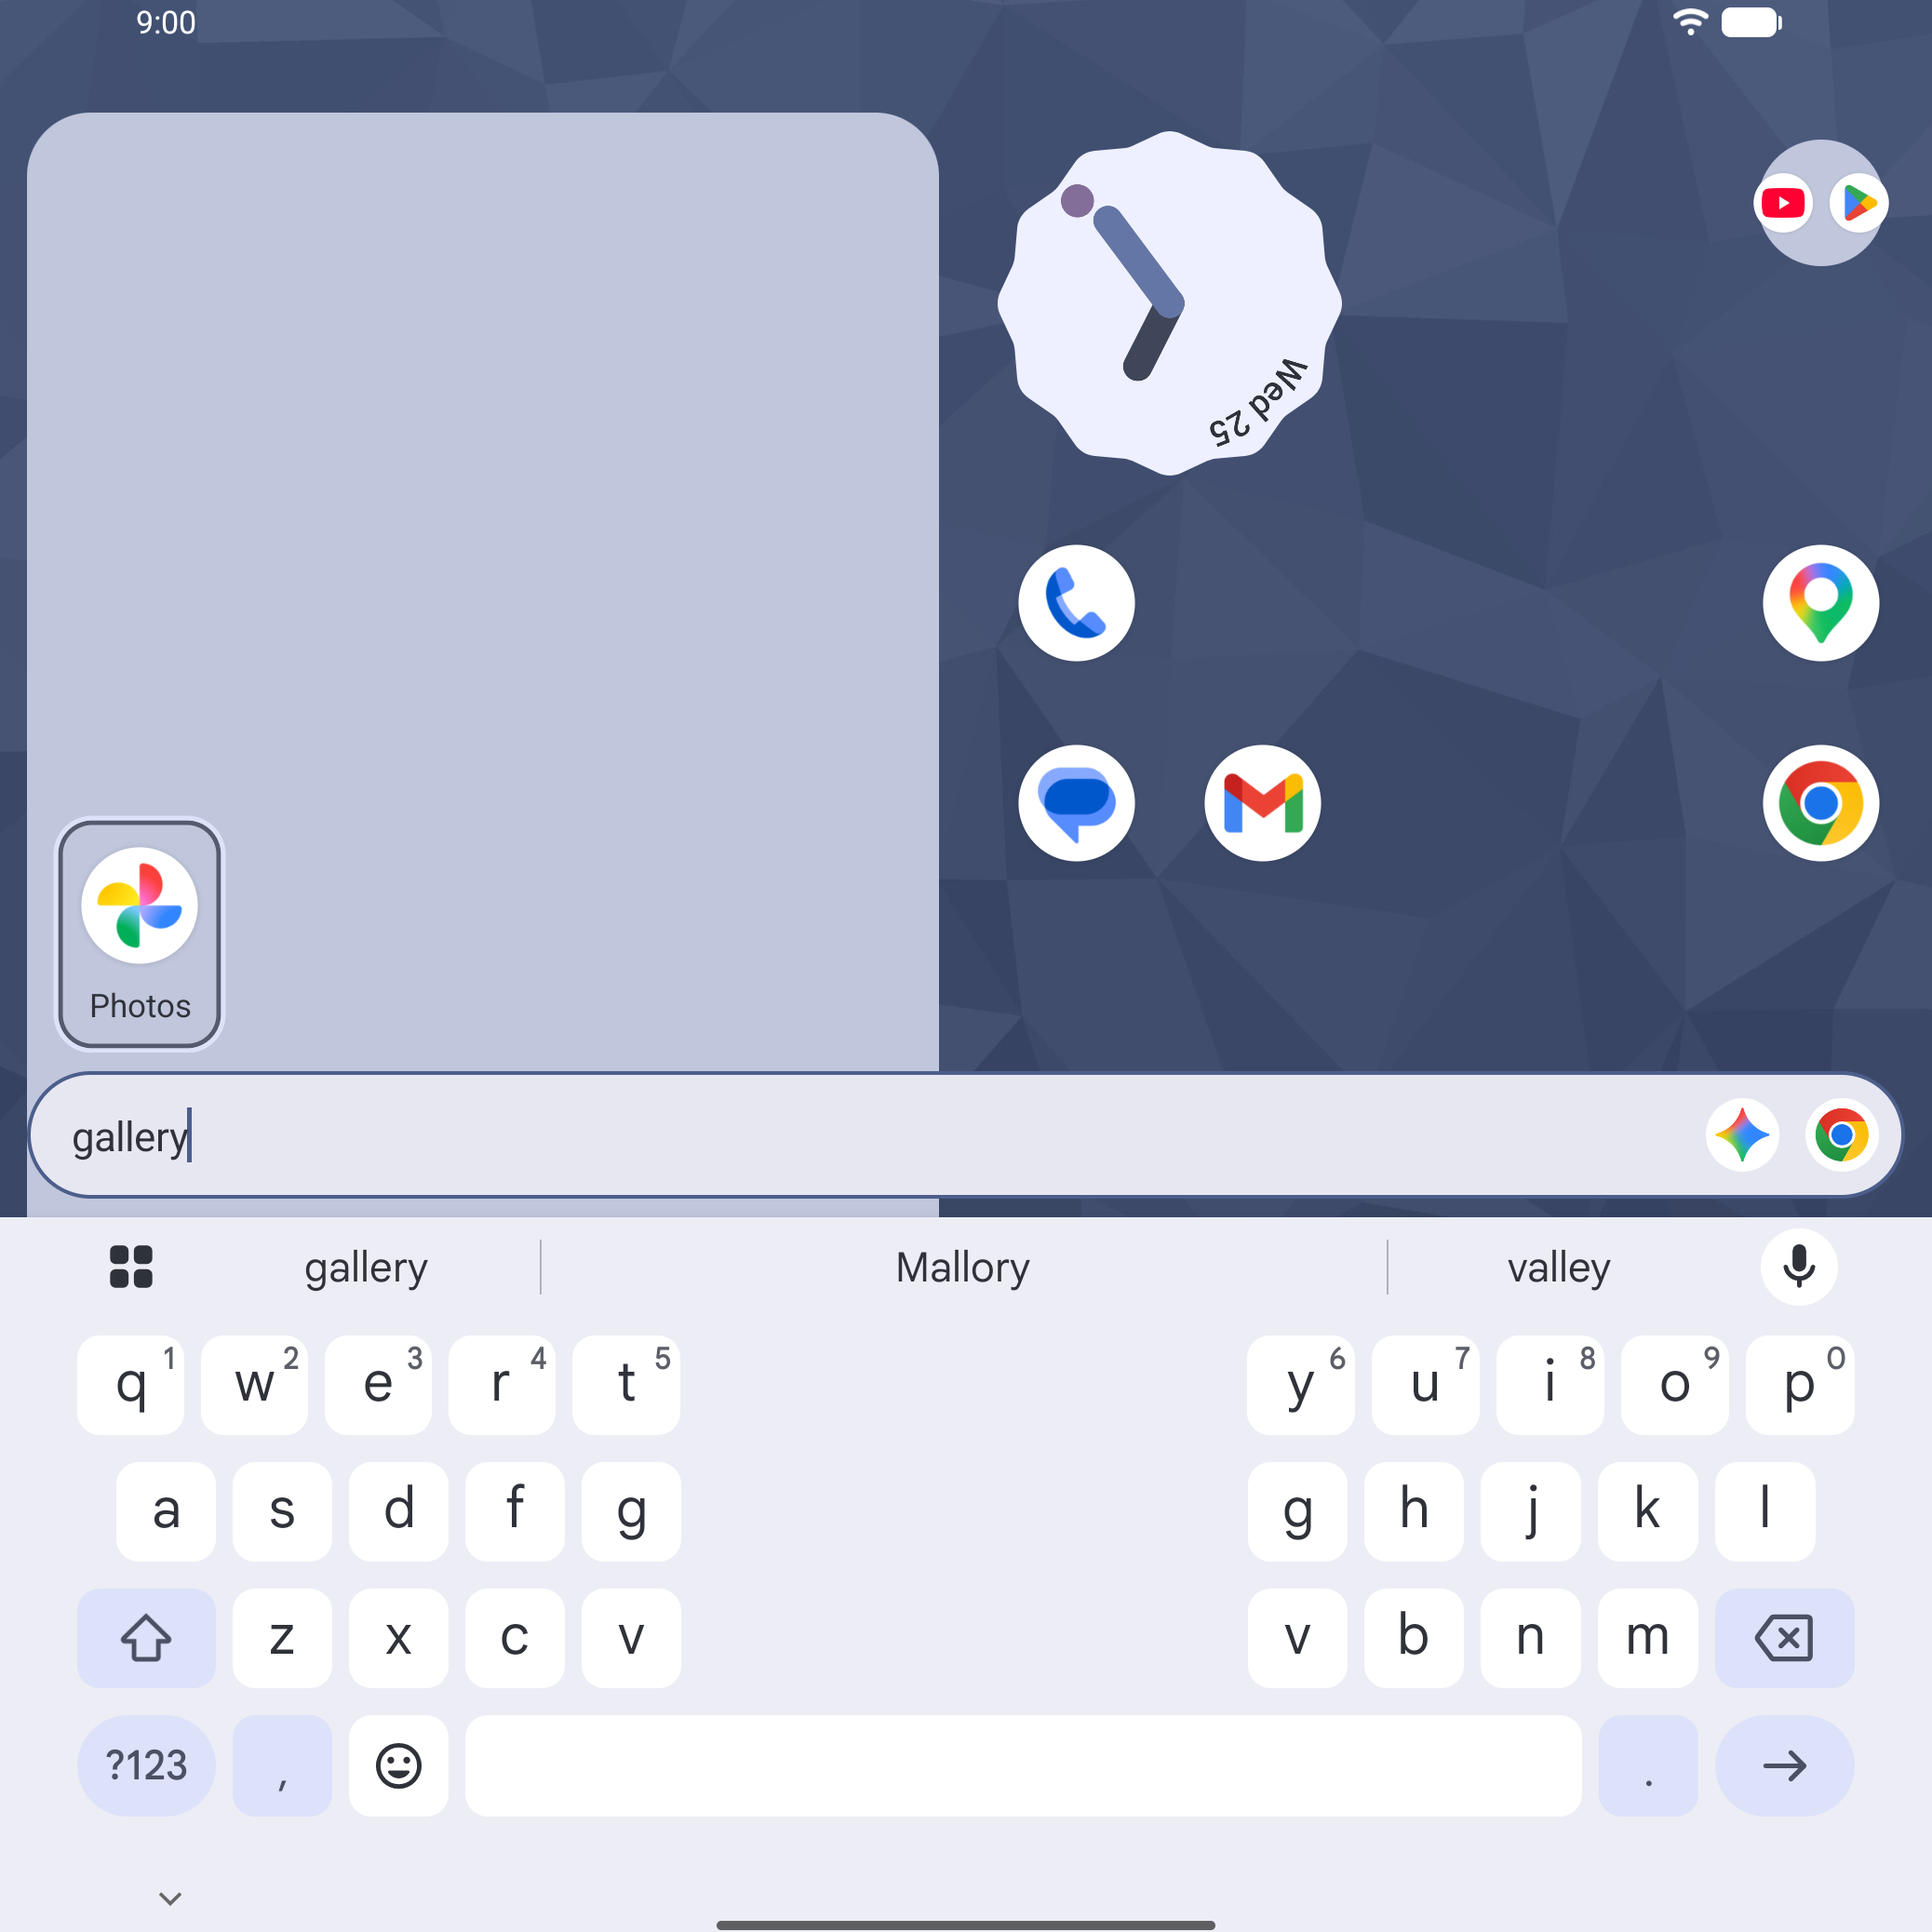 9:00
Wed 25
Photos
gallery
gallery Mallory valley
q 1 w 2 e 3 r 4 t 5 y 6 u 7 i 8 o 9 p 0
a s d f g g h j k l
z x c v v b n m
?123 , .